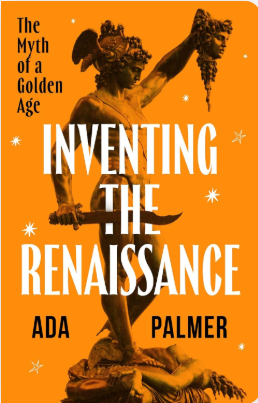 The
Myth
of a
Golden
Age
INVENTING
THE
RENAISSANCE
ADA PALMER